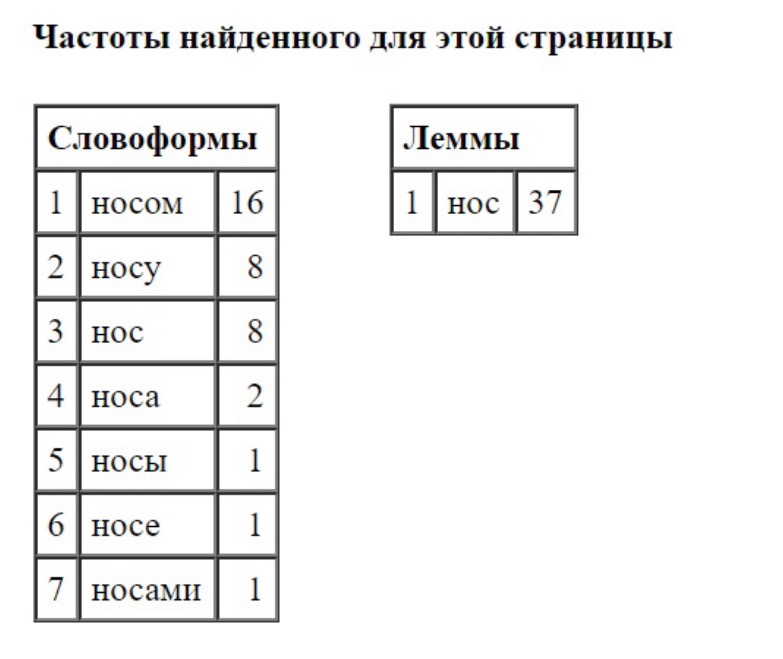 Частоты найденного для этой страницы
Словоформы
1 носом 16
2 носу 8
3 нос 8
4 носа 2
5 носы 1
6 носе 1
7 носами 1
Леммы
1 нос 37